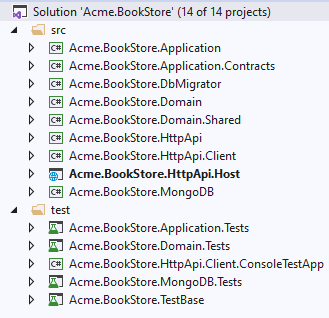 Solution 'Acme.BookStore' (14 of 14 projects)
src
C# Acme.BookStore.Application
C# Acme.BookStore.Application.Contracts
C# Acme.BookStore.DbMigrator
C# Acme.BookStore.Domain
C# Acme.BookStore.Domain.Shared
C# Acme.BookStore.HttpApi
C# Acme.BookStore.HttpApi.Client
Acme.BookStore.HttpApi.Host
C# Acme.BookStore.MongoDB
test
Acme.BookStore.Application.Tests
Acme.BookStore.Domain.Tests
C# Acme.BookStore.HttpApi.Client.ConsoleTestApp
Acme.BookStore.MongoDB.Tests
Acme.BookStore.TestBase